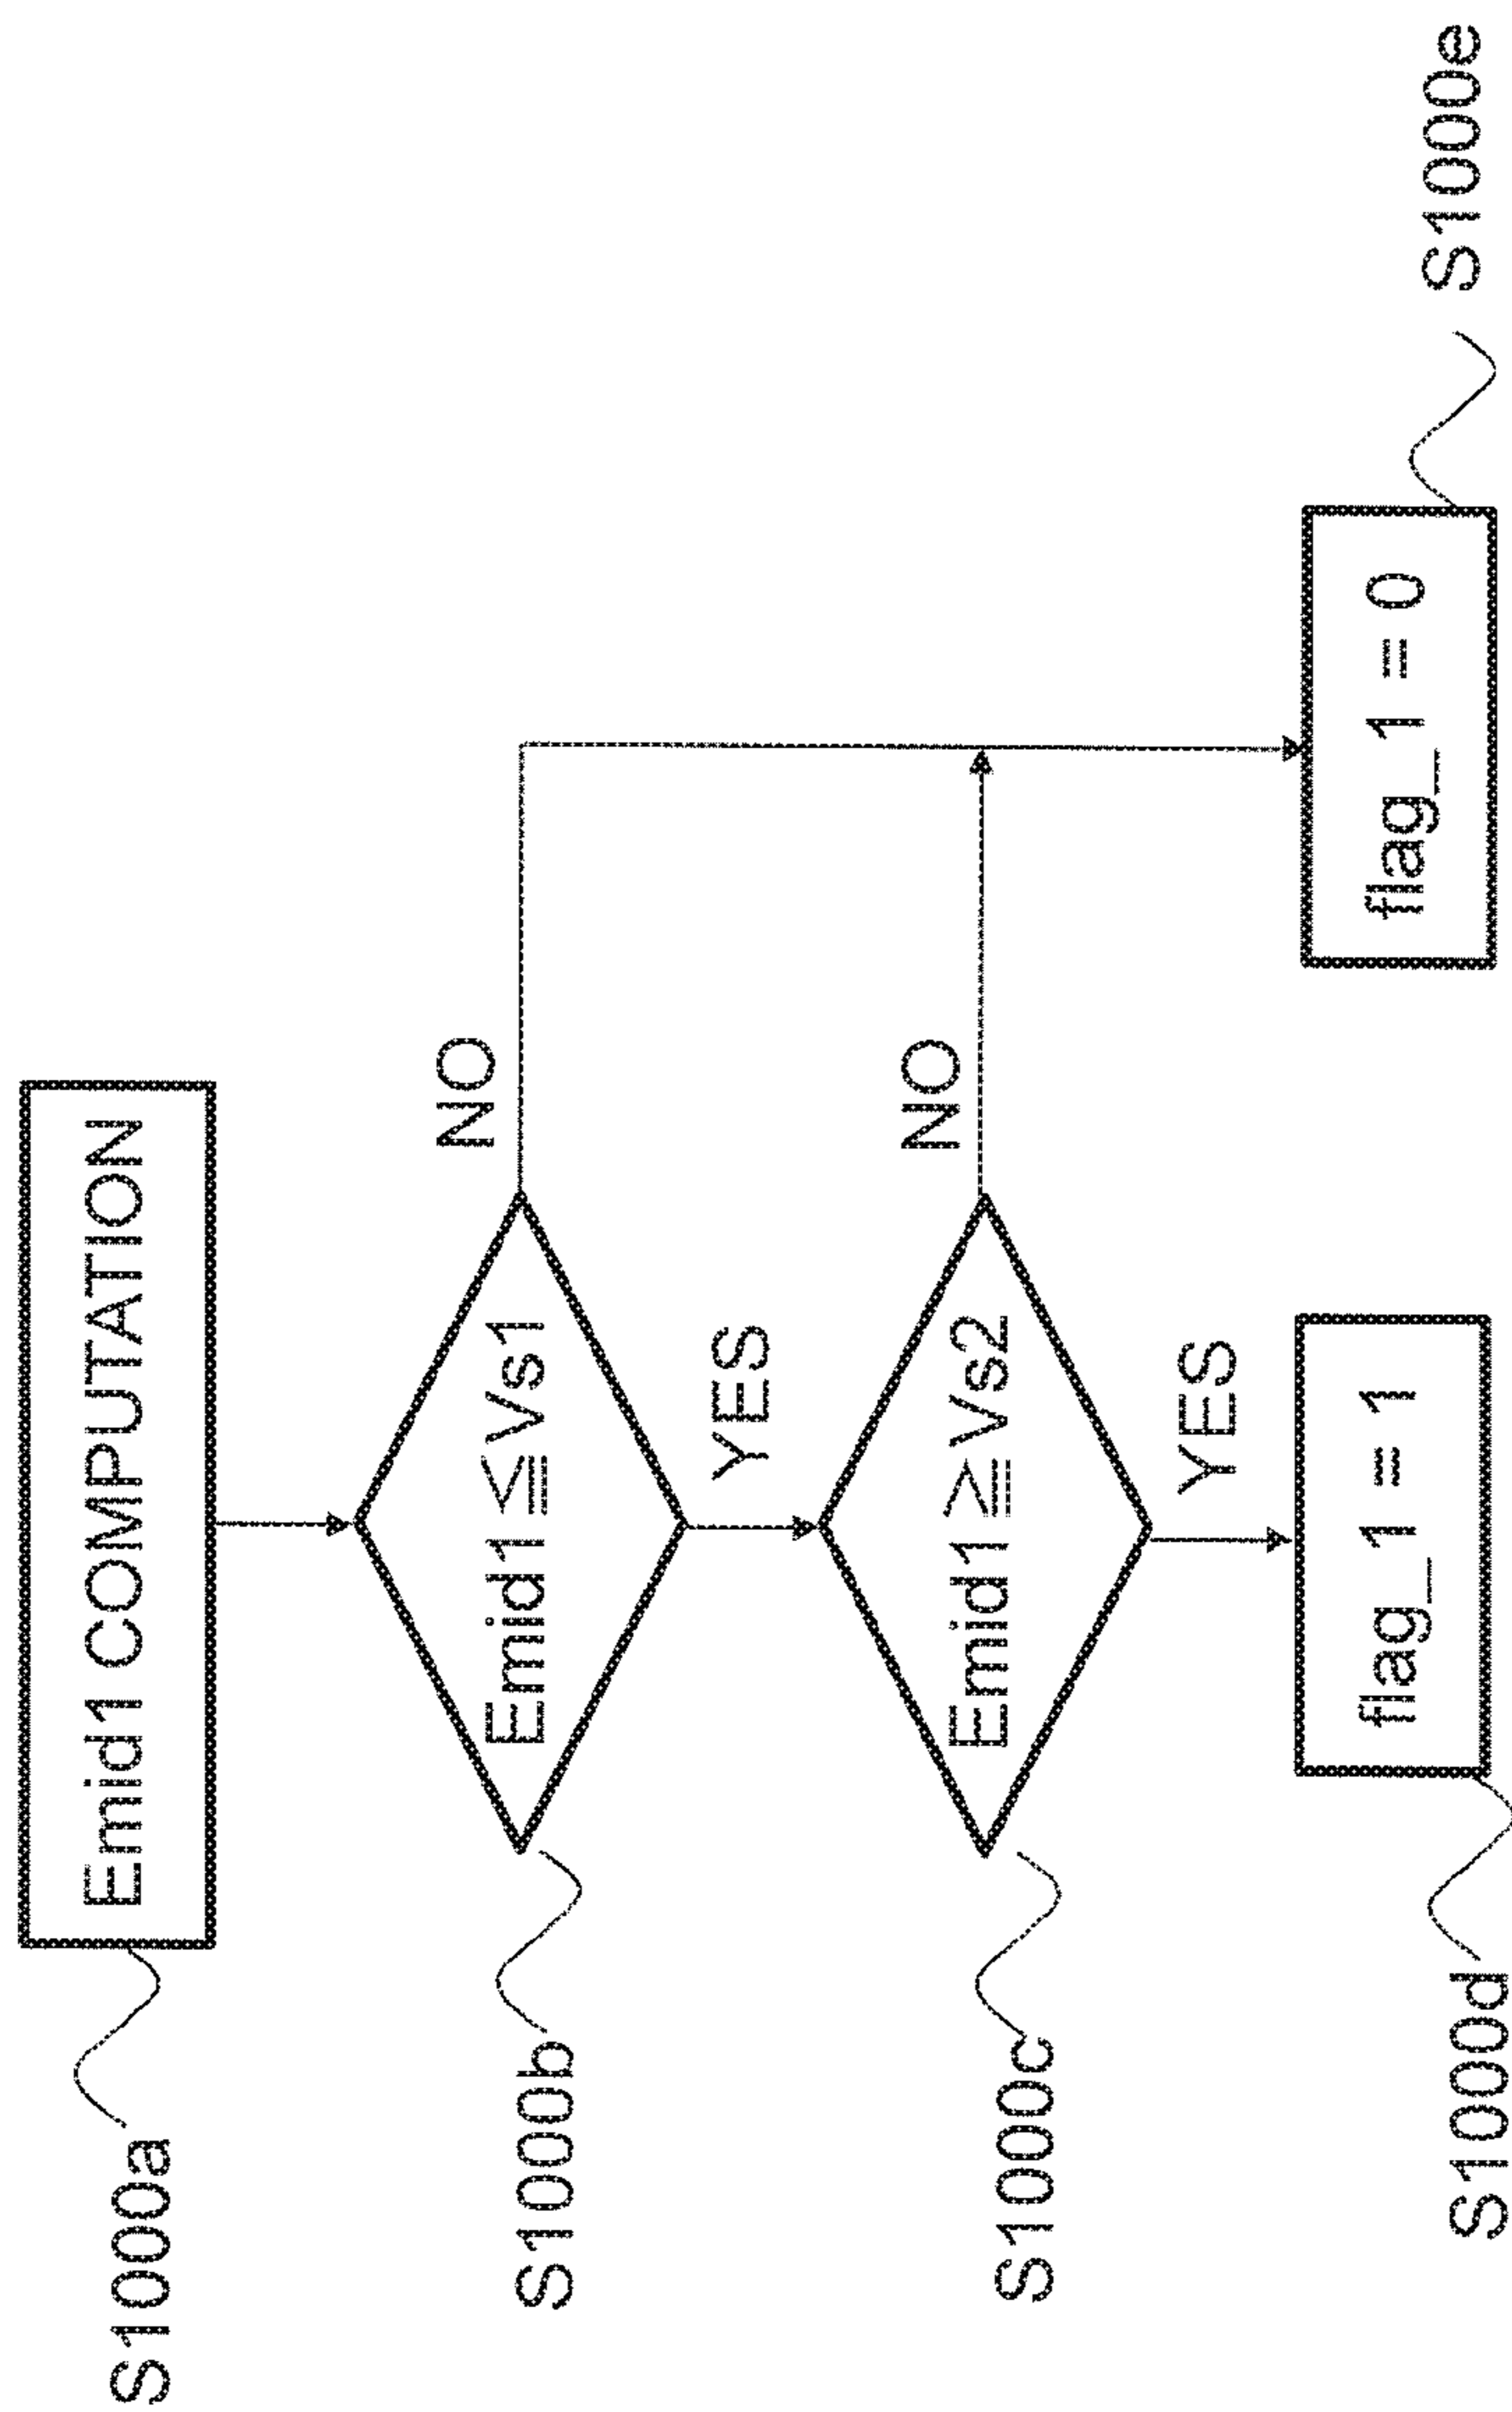 S1000a
Emid1 COMPUTATION
S1000b
Emid1≦Vs1
NO
YES
S1000c
Emid1≧Vs2
NO
YES
S1000d
flag_1 = 1
flag_1 = 0
S1000e